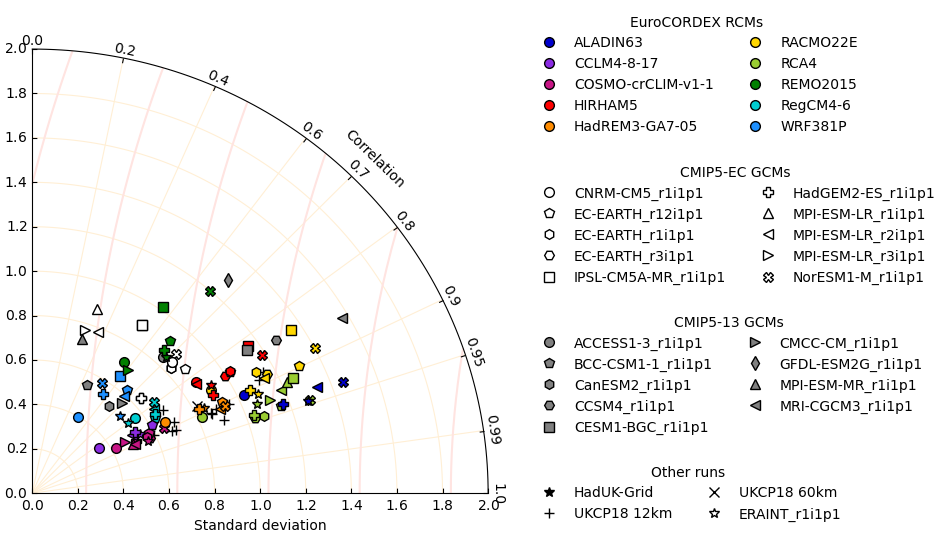 0.0
0.2
0.4
0.6
Correlation
0.7
0.8
0.9
0.95
0.99
1.0
2.0
1.8
1.6
1.4
1.2
1.0
0.8
0.6
0.4
0.2
0.0
0.0 0.2 0.4 0.6 0.8 1.0 1.2 1.4 1.6 1.8 2.0
Standard deviation
EuroCORDEX RCMs
ALADIN63 RACMO22E
CCLM4-8-17 RCA4
COSMO-crCLIM-v1-1 REMO2015
HIRHAM5 RegCM4-6
HadREM3-GA7-05 WRF381P
CMIP5-EC GCMs
CNRM-CM5_r1i1p1 HadGEM2-ES_r1i1p1
EC-EARTH_r12i1p1 MPI-ESM-LR_r1i1p1
EC-EARTH_r1i1p1 MPI-ESM-LR_r2i1p1
EC-EARTH_r3i1p1 MPI-ESM-LR_r3i1p1
IPSL-CM5A-MR_r1i1p1 NorESM1-M_r1i1p1
CMIP5-13 GCMs
ACCESS1-3_r1i1p1 CMCC-CM_r1i1p1
BCC-CSM1-1_r1i1p1 GFDL-ESM2G_r1i1p1
CanESM2_r1i1p1 MPI-ESM-MR_r1i1p1
CCSM4_r1i1p1 MRI-CGCM3_r1i1p1
CESM1-BGC_r1i1p1
Other runs
HadUK-Grid UKCP18 60km
UKCP18 12km ERAINT_r1i1p1